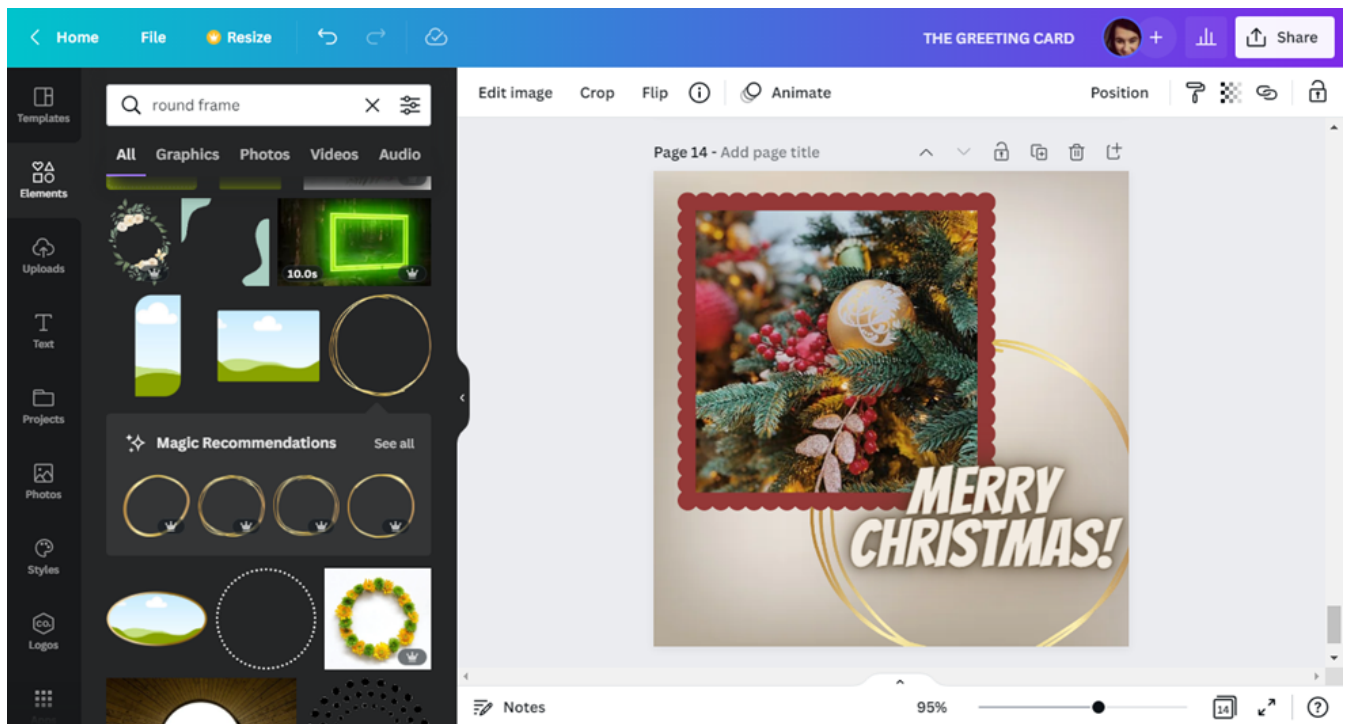 Home File Resize THE GREETING CARD + Share
Templates
Elements
Uploads
Text
Projects
Photos
Styles
CO.
Logos
round frame
All Graphics Photos Videos Audio
10.0s
Magic Recommendations See all
Edit image Crop Flip Animate Position
Page 14 - Add page title
MERRY
CHRISTMAS!
Notes 95% 14 ?